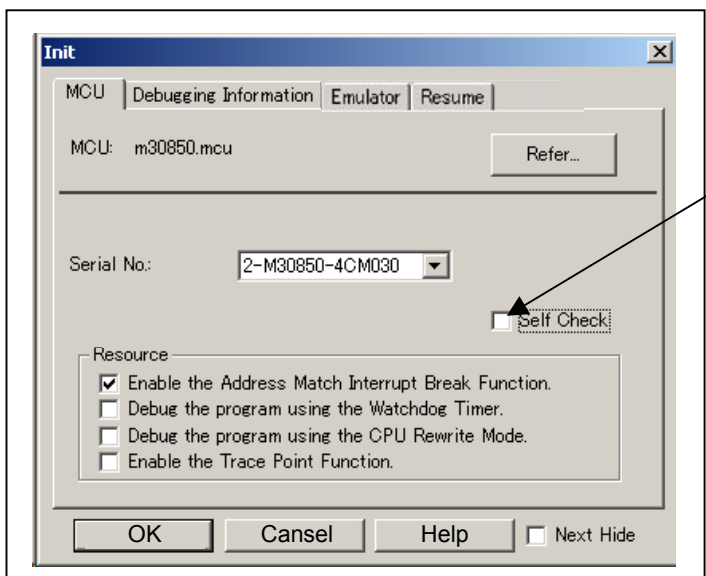 Init
MCU Debugging Information Emulator Resume
MCU: m30850.mcu Refer...
Serial No.: 2-M30850-4CM030
Self Check
Resource
Enable the Address Match Interrupt Break Function.
Debug the program using the Watchdog Timer.
Debug the program using the CPU Rewrite Mode.
Enable the Trace Point Function.
OK Cansel Help Next Hide